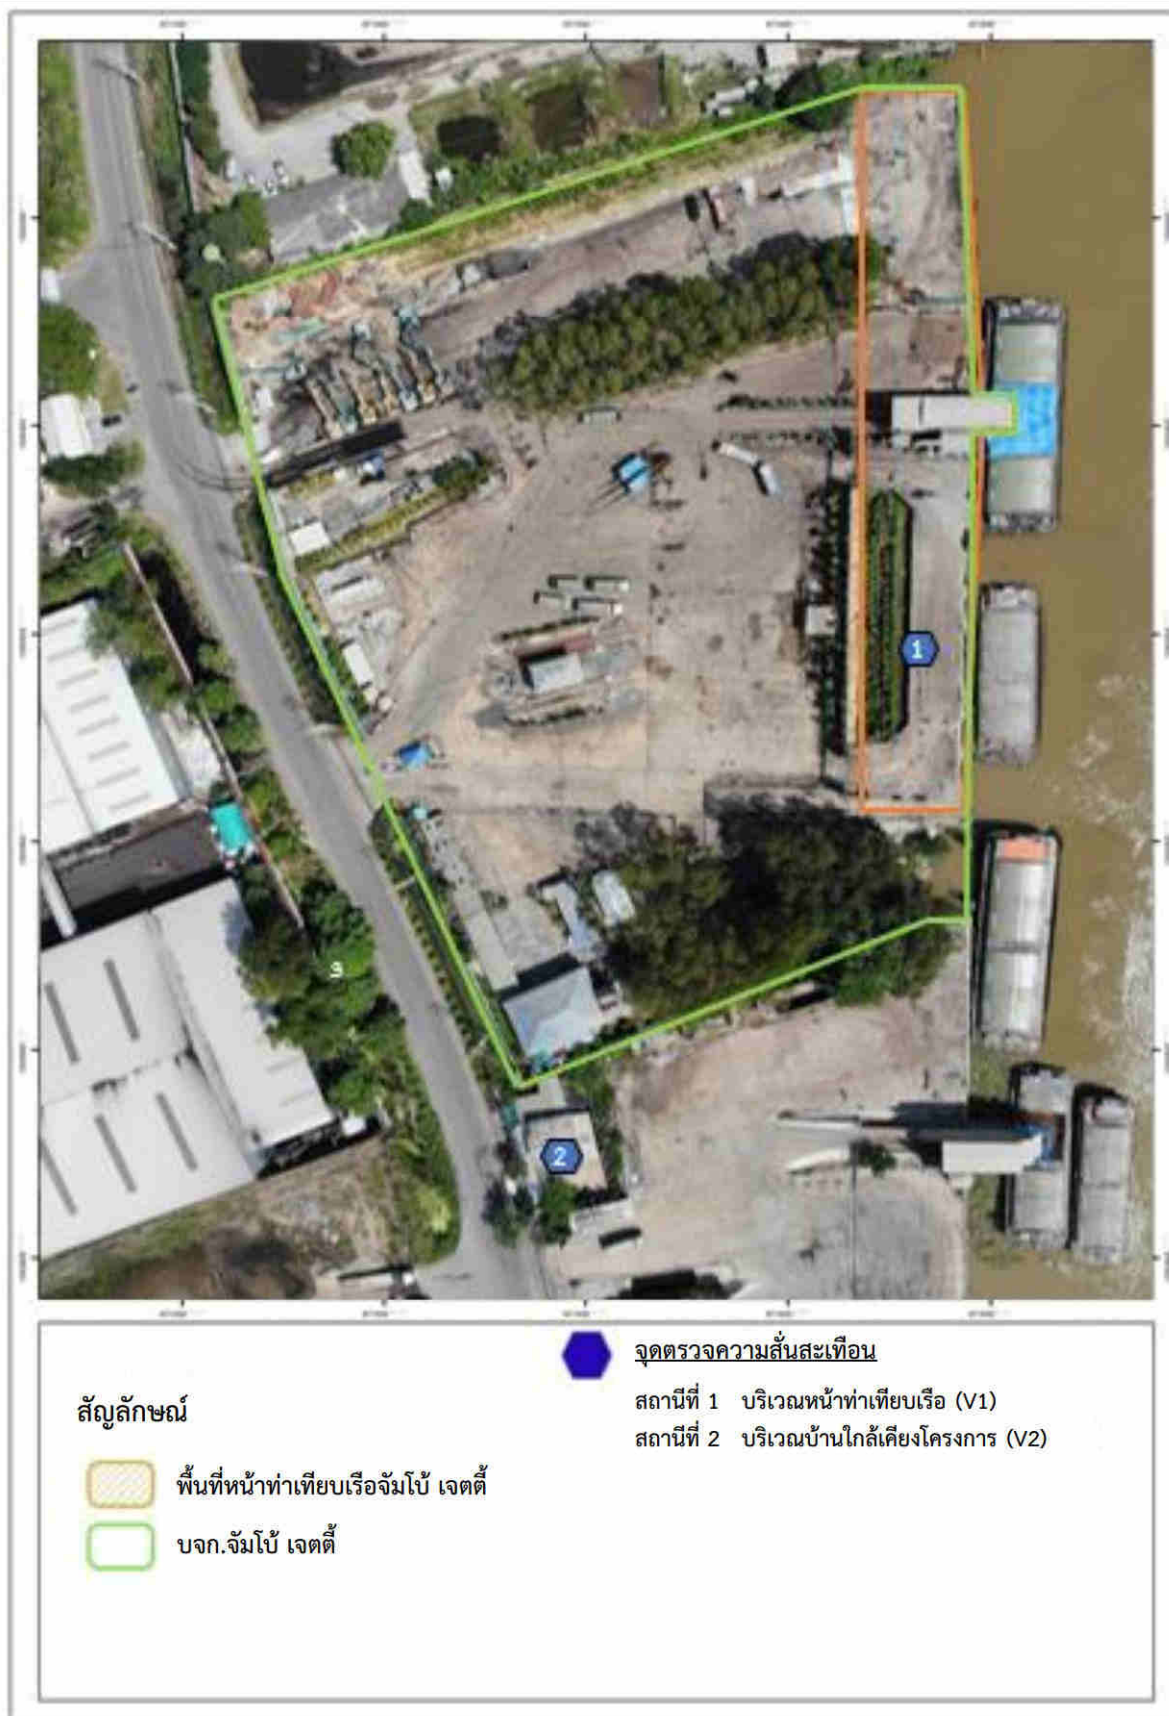 1
3
2
จุดตรวจความสั่นสะเทือน
สถานีที่ 1 บริเวณหน้าท่าเทียบเรือ (V1)
สถานีที่ 2 บริเวณบ้านใกล้เคียงโครงการ (V2)
สัญลักษณ์
พื้นที่หน้าท่าเทียบเรือจัมโบ้ เจตตี้
บจก.จัมโบ้ เจตตี้